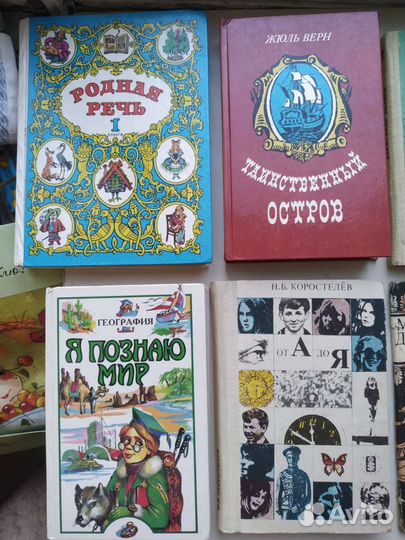 РОДНАЯ
РЕЧЬ
1
ЖЮЛЬ ВЕРН
ТАИНСТВЕННЫЙ
ОСТРОВ
ГЕОГРАФИЯ
Я ПОЗНАЮ
МИР
Н.Б. КОРОСТЕЛЁВ
ОТ А ДО Я
Avito